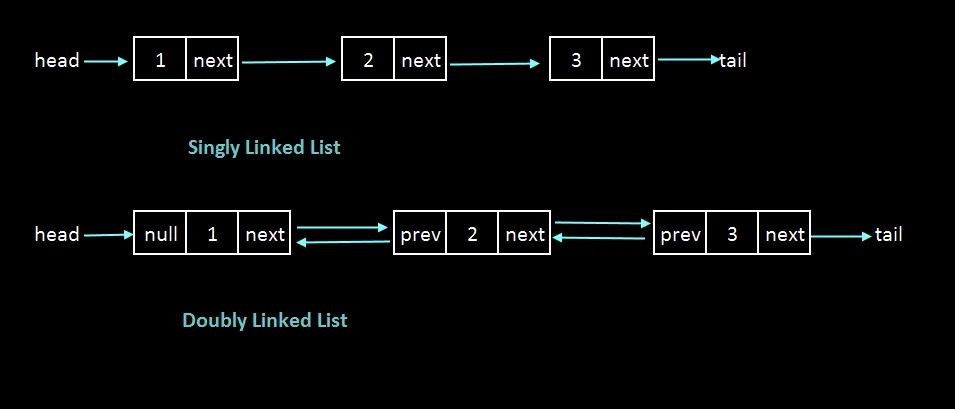 head 1 next 2 next 3 next tail
Singly Linked List
head null 1 next prev 2 next prev 3 next tail
Doubly Linked List